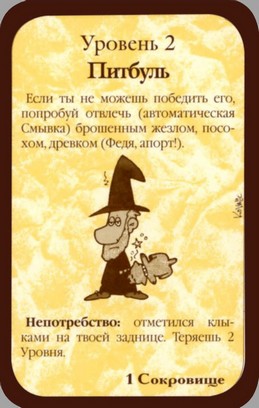 Уровень 2
Питбуль
Если ты не можешь победить его,
попробуй отвлечь (автоматическая
Смывка) брошенным жезлом, посо-
хом, древком (Федя, апорт!).
Непотребство: отметился клы-
ками на твоей заднице. Теряешь 2
Уровня.
1 Сокровище